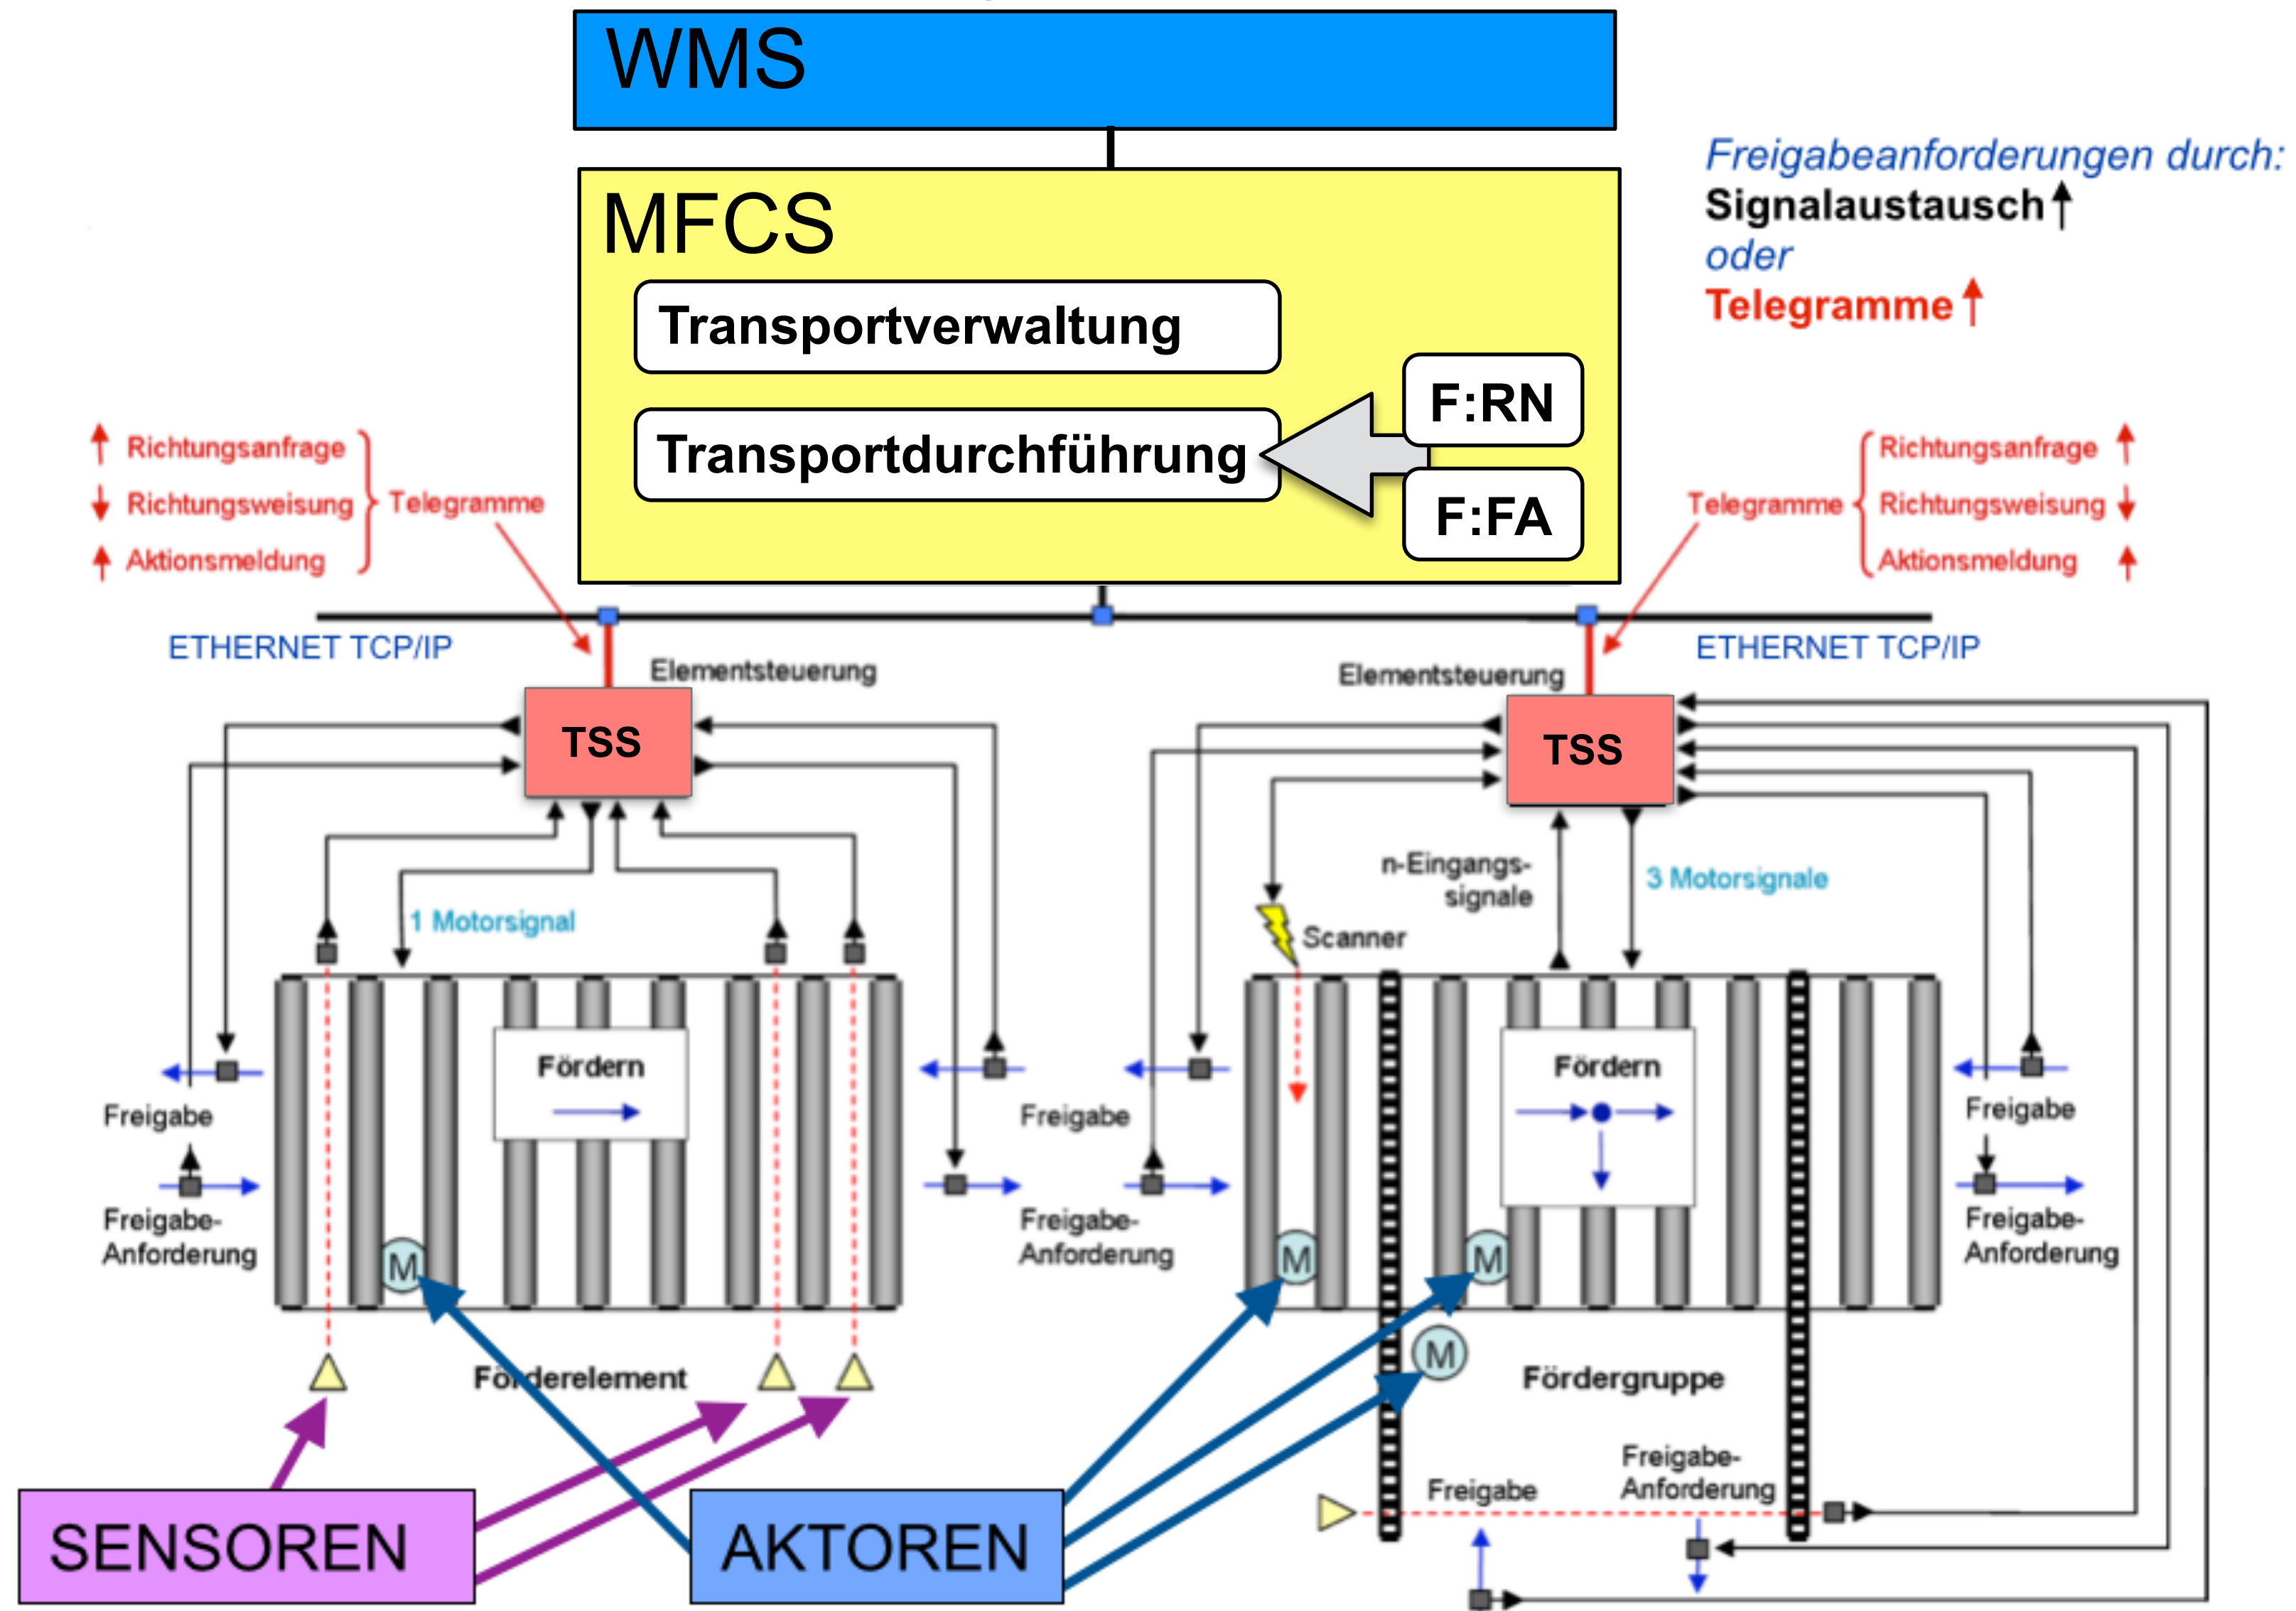 WMS
MFCS
Transportverwaltung
Transportdurchführung
F:RN
F:FA
Freigabeanforderungen durch:
Signalaustausch
oder
Telegramme
Richtungsanfrage
Richtungsweisung
Aktionsmeldung
Telegramme
Telegramme
Richtungsanfrage
Richtungsweisung
Aktionsmeldung
ETHERNET TCP/IP
ETHERNET TCP/IP
Elementsteuerung
Elementsteuerung
TSS
TSS
1 Motorsignal
n-Eingangs-
signale
3 Motorsignale
Scanner
Fördern
Fördern
Freigabe
Freigabe-
Anforderung
Freigabe
Freigabe-
Anforderung
Freigabe
Freigabe-
Anforderung
M
M
M
M
Förderelement
Fördergruppe
Freigabe
Freigabe-
Anforderung
SENSOREN
AKTOREN